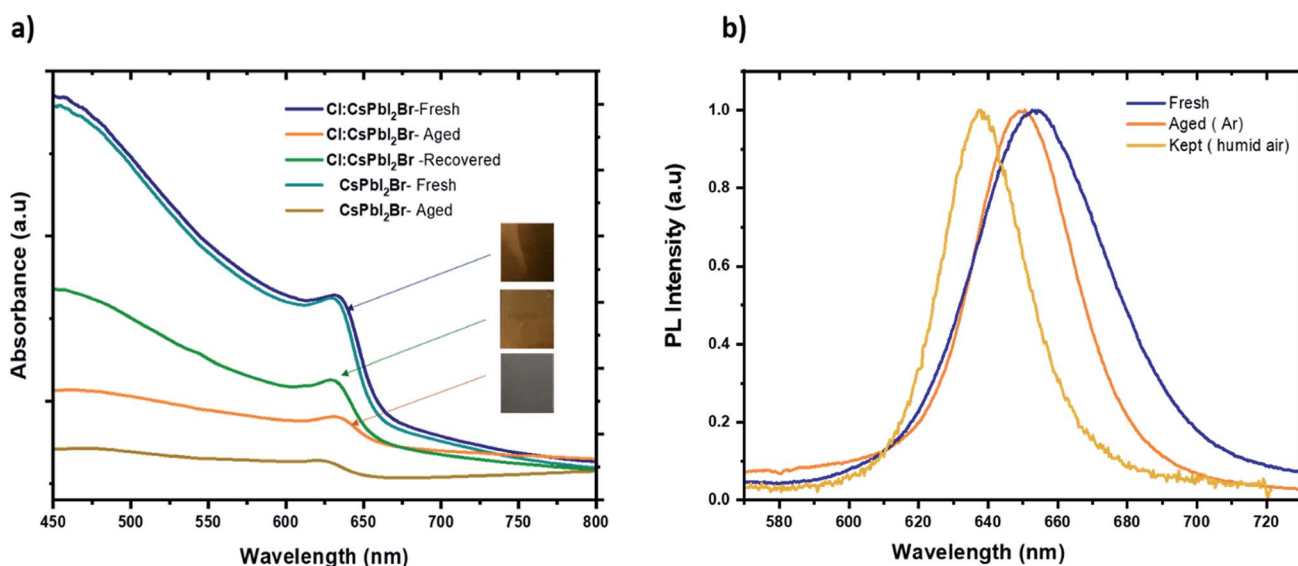 a)
Absorbance (a.u)
Cl:CsPbI₂Br-Fresh
Cl:CsPbI₂Br- Aged
Cl:CsPbI₂Br -Recovered
CsPbI₂Br- Fresh
CsPbI₂Br- Aged
450 500 550 600 650 700 750 800
Wavelength (nm)
b)
PL Intensity (a.u)
1.0
0.8
0.6
0.4
0.2
0.0
Fresh
Aged ( Ar)
Kept ( humid air)
580 600 620 640 660 680 700 720
Wavelength (nm)